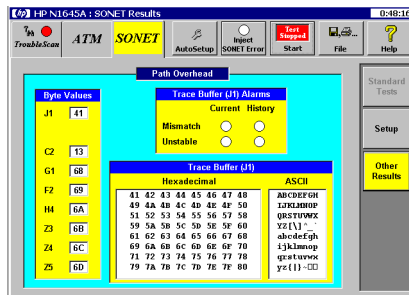 [hp] HP N1645A : SONET Results 0:48:16
TroubleScan
ATM
SONET
AutoSetup
Inject
SONET Error
Test
Stopped
Start
File
Help
Path Overhead
Standard
Tests
Setup
Other
Results
Byte Values
J1 41
C2 13
G1 68
F2 69
H4 6A
Z3 6B
Z4 6C
Z5 6D
Trace Buffer (J1) Alarms
Current History
Mismatch
Unstable
Trace Buffer (J1)
Hexadecimal ASCII
41 42 43 44 45 46 47 48 ABCDEFGH
49 4A 4B 4C 4D 4E 4F 50 IJKLMNOP
51 52 53 54 55 56 57 58 QRSTUVWX
59 5A 5B 5C 5D 5E 5F 60 YZ[\]^_`
61 62 63 64 65 66 67 68 abcdefgh
69 6A 6B 6C 6D 6E 6F 70 ijklmnop
71 72 73 74 75 76 77 78 qrstuvwx
79 7A 7B 7C 7D 7E 7F 80 yz{|}~□□